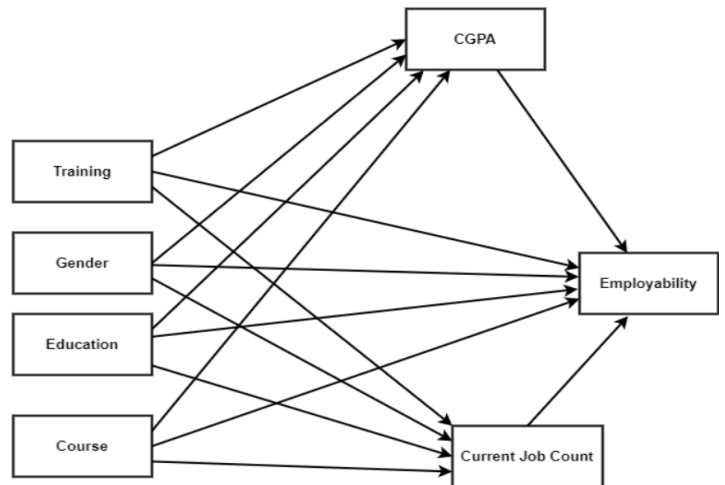 CGPA
Training
Gender
Employability
Education
Course
Current Job Count